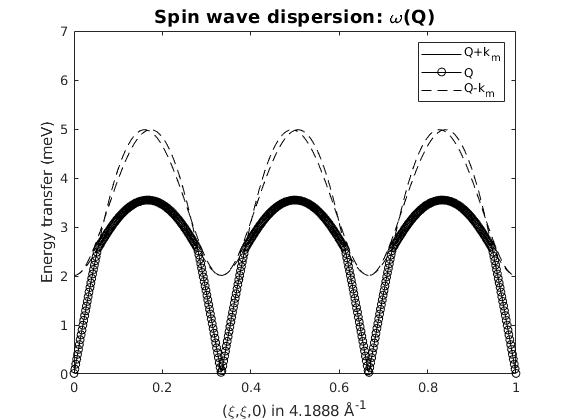 Spin wave dispersion: ω(Q)
7
6
5
4
3
2
1
0
Energy transfer (meV)
Q+k_m
Q
Q-k_m
0
0.2
0.4
0.6
0.8
1
(ξ,ξ,0) in 4.1888 Å^-1